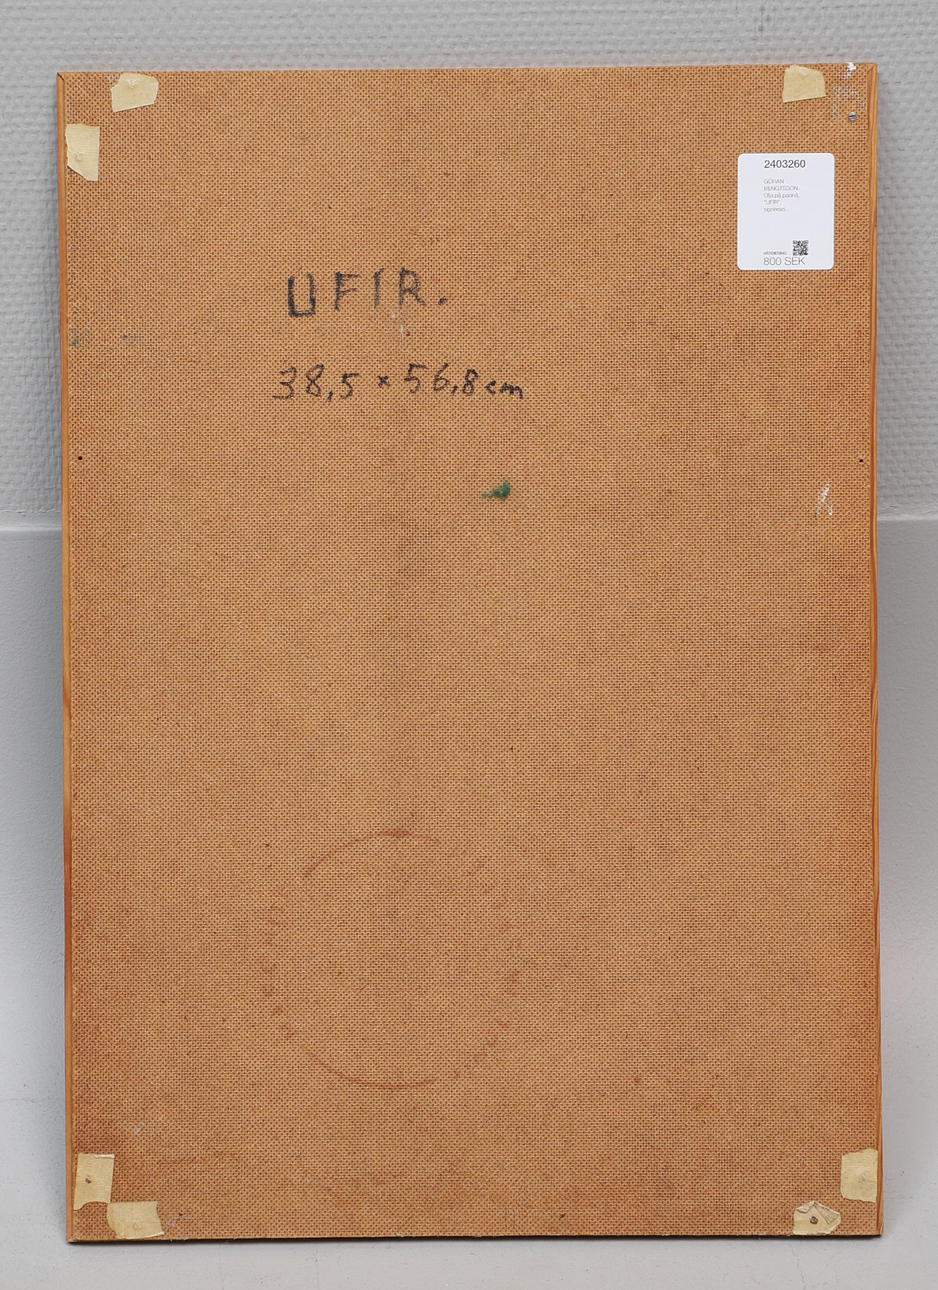 2403260
GÖRAN
BENGTSSON.
Olja på pannå,
"UFIR",
signerad.
800 SEK
UFIR.
38,5 x 56,8 cm